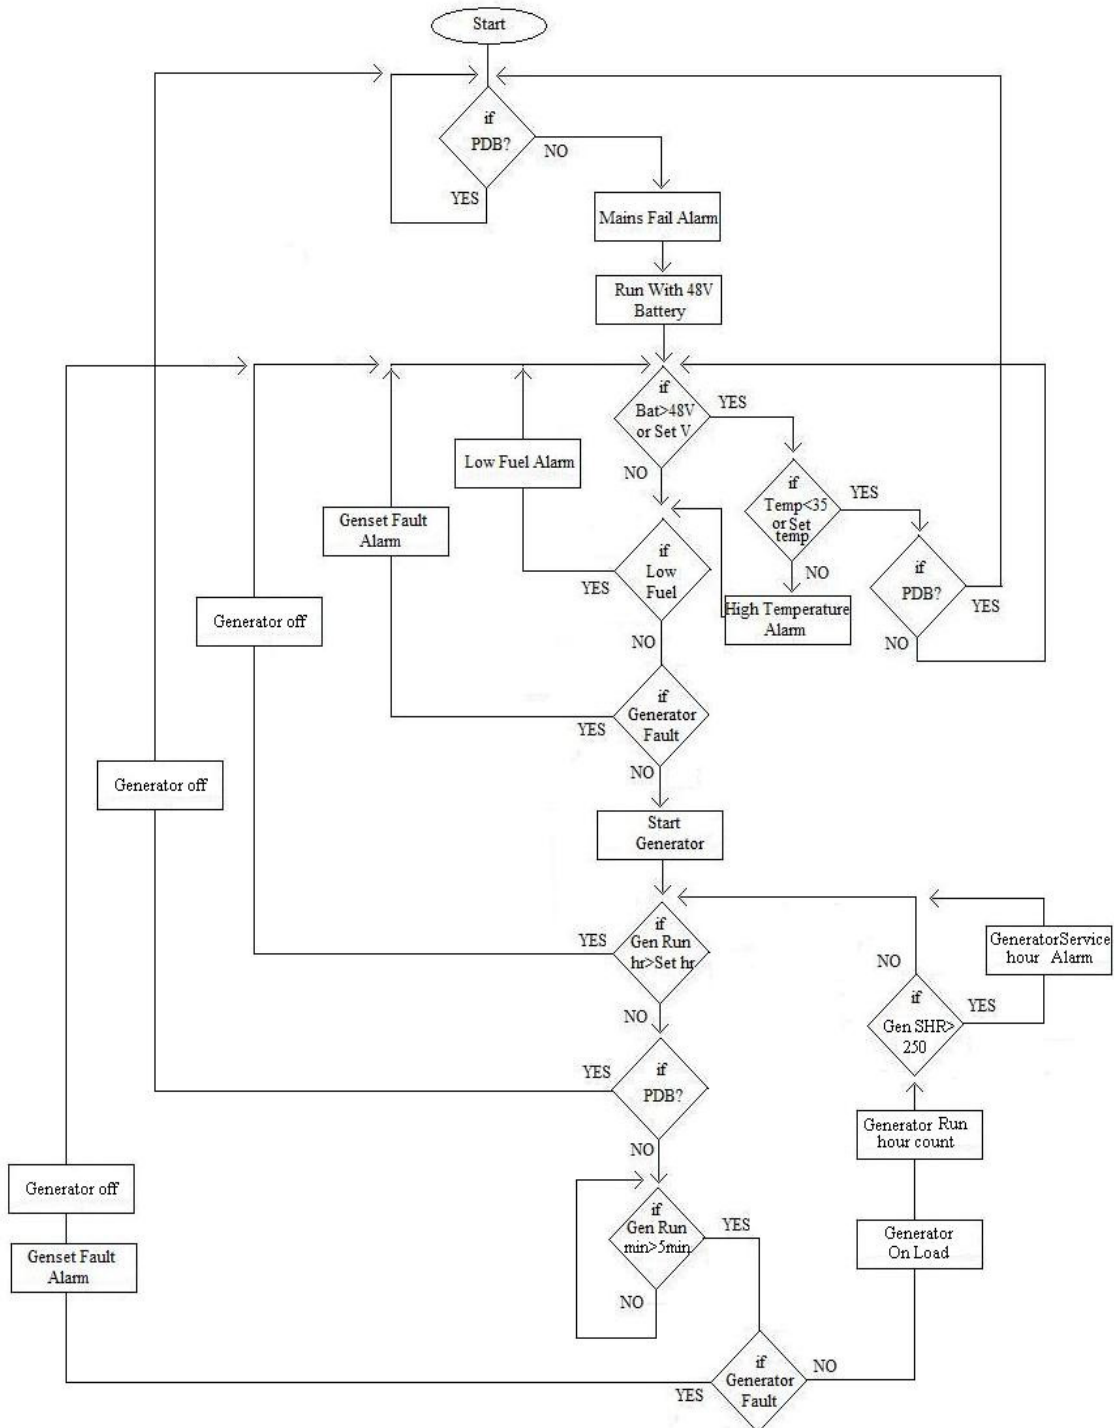 Start
if
PDB?
NO
YES
Mains Fail Alarm
Run With 48V
Battery
if
Bat>48V
or Set V
YES
NO
Low Fuel Alarm
if
Temp<35
or Set
temp
YES
NO
Genset Fault
Alarm
if
Low
Fuel
YES
NO
if
PDB?
YES
NO
High Temperature
Alarm
Generator off
if
Generator
Fault
YES
NO
Generator off
Start
Generator
if
Gen Run
hr>Set hr
YES
NO
GeneratorService
hour Alarm
NO
if
Gen SHR>
250
YES
if
PDB?
YES
NO
Generator Run
hour count
Generator off
if
Gen Run
min>5min
YES
NO
Generator
On Load
Genset Fault
Alarm
if
Generator
Fault
NO
YES